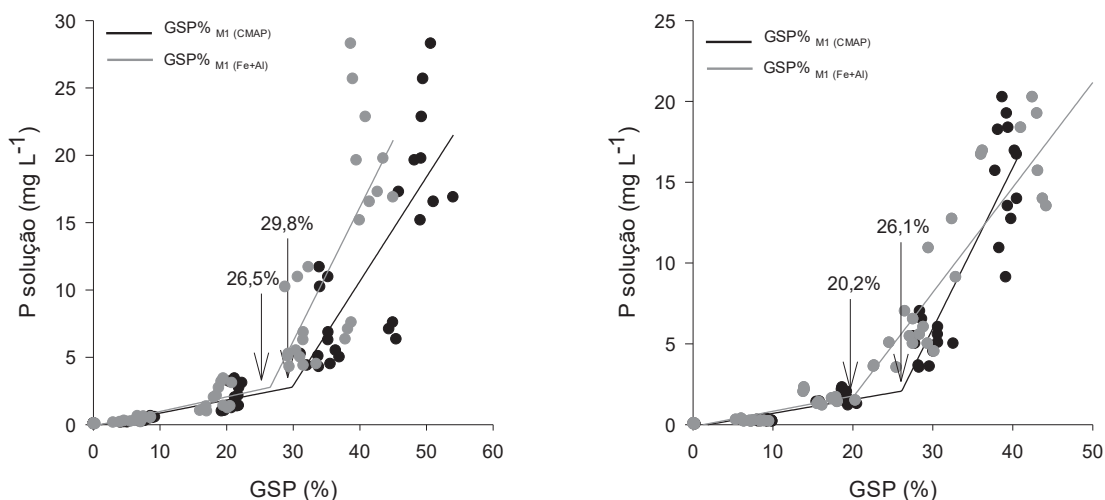 GSP% M1 (CMAP)
GSP% M1 (Fe+Al)
P solução (mg L-1)
30
25
20
15
10
5
0
29,8%
26,5%
0 10 20 30 40 50 60
GSP (%)
GSP% M1 (CMAP)
GSP% M1 (Fe+Al)
P solução (mg L-1)
25
20
15
10
5
0
26,1%
20,2%
0 10 20 30 40 50
GSP (%)